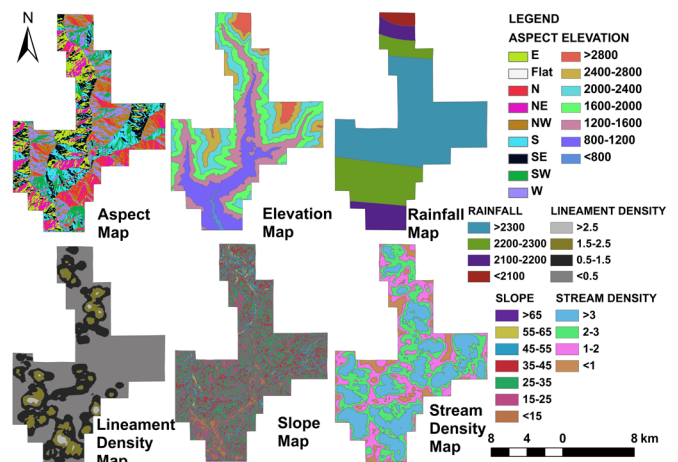 N
Aspect
Map
Elevation
Map
Rainfall
Map
Lineament
Density
Map
Slope
Map
Stream
Density
Map
LEGEND
ASPECT ELEVATION
E >2800
Flat 2400-2800
N 2000-2400
NE 1600-2000
NW 1200-1600
S 800-1200
SE <800
SW
W
RAINFALL LINEAMENT DENSITY
>2300 >2.5
2200-2300 1.5-2.5
2100-2200 0.5-1.5
<2100 <0.5
SLOPE STREAM DENSITY
>65 >3
55-65 2-3
45-55 1-2
35-45 <1
25-35
15-25
<15
8 4 0 8 km